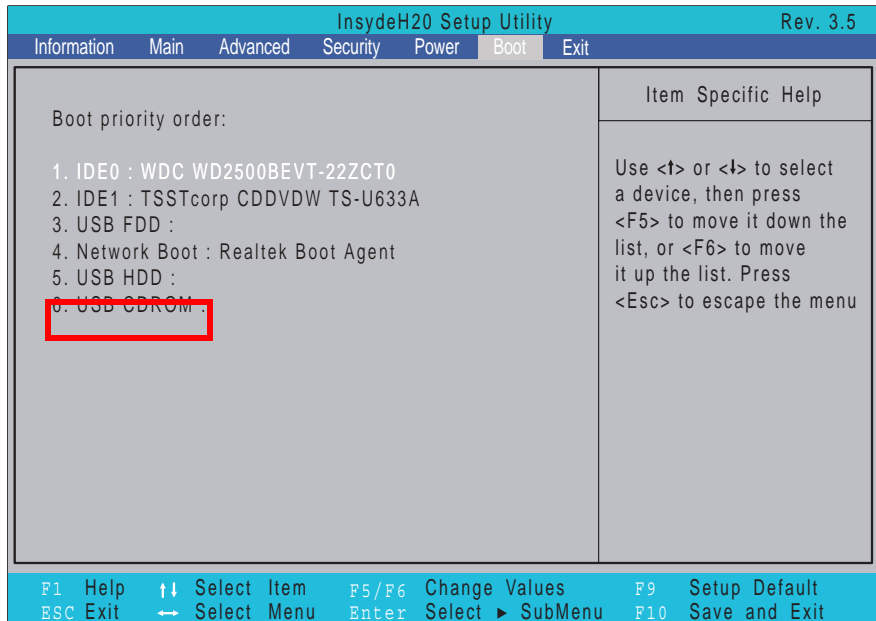 InsydeH20 Setup Utility Rev. 3.5
Information Main Advanced Security Power Boot Exit
Boot priority order:
1. IDE0 : WDC WD2500BEVT-22ZCT0
2. IDE1 : TSSTcorp CDDVDW TS-U633A
3. USB FDD :
4. Network Boot : Realtek Boot Agent
5. USB HDD :
6. USB CDROM :
Item Specific Help
Use <↑> or <↓> to select
a device, then press
<F5> to move it down the
list, or <F6> to move
it up the list. Press
<Esc> to escape the menu
F1 Help ↑↓ Select Item F5/F6 Change Values F9 Setup Default
ESC Exit ↔ Select Menu Enter Select ► SubMenu F10 Save and Exit